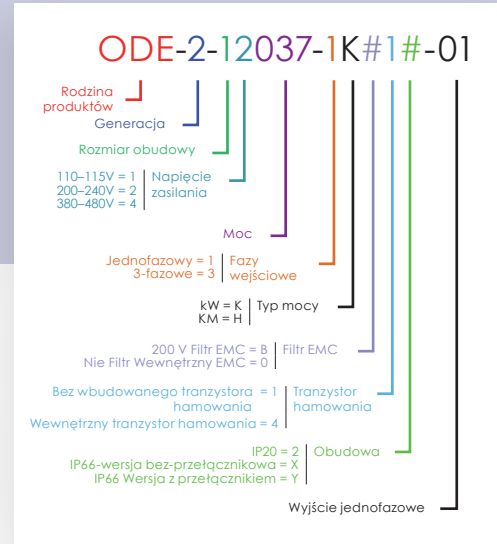 ODE-2-12037-1K#1#-01
Rodzina
produktów
Generacja
Rozmiar obudowy
110–115V = 1
200–240V = 2
380–480V = 4
Napięcie
zasilania
Moc
Jednofazowy = 1
3-fazowe = 3
Fazy
wejściowe
kW = K
KM = H
Typ mocy
200 V Filtr EMC = B
Nie Filtr Wewnętrzny EMC = 0
Filtr EMC
Bez wbudowanego tranzystora = 1
hamowania
Wewnętrzny tranzystor hamowania = 4
Tranzystor
hamowania
IP20 = 2
IP66-wersja bez-przełącznikowa = X
IP66 Wersja z przełącznikiem = Y
Obudowa
Wyjście jednofazowe